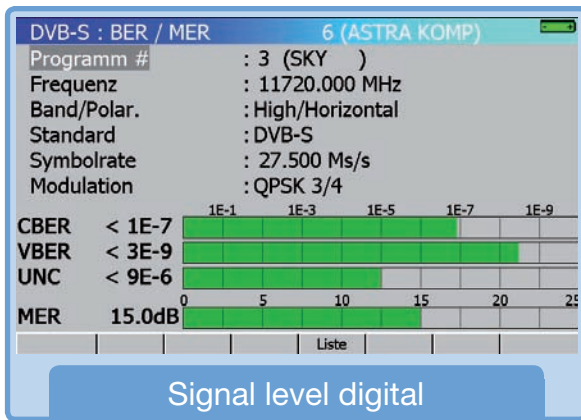 DVB-S : BER / MER 6 (ASTRA KOMP)
Programm # : 3 (SKY )
Frequenz : 11720.000 MHz
Band/Polar. : High/Horizontal
Standard : DVB-S
Symbolrate : 27.500 Ms/s
Modulation : QPSK 3/4
1E-1 1E-3 1E-5 1E-7 1E-9
CBER < 1E-7
VBER < 3E-9
UNC < 9E-6
0 5 10 15 20 25
MER 15.0dB
Liste
Signal level digital